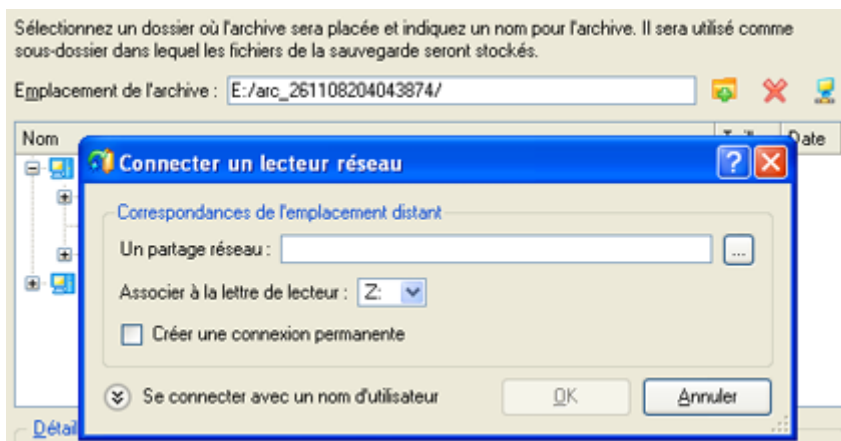 Sélectionnez un dossier où l'archive sera placée et indiquez un nom pour l'archive. Il sera utilisé comme
sous-dossier dans lequel les fichiers de la sauvegarde seront stockés.
Emplacement de l'archive : E:/arc_261108204043874/
Nom Date
Connecter un lecteur réseau
Correspondances de l'emplacement distant
Un partage réseau : ...
Associer à la lettre de lecteur : Z:
Créer une connexion permanente
Se connecter avec un nom d'utilisateur OK Annuler